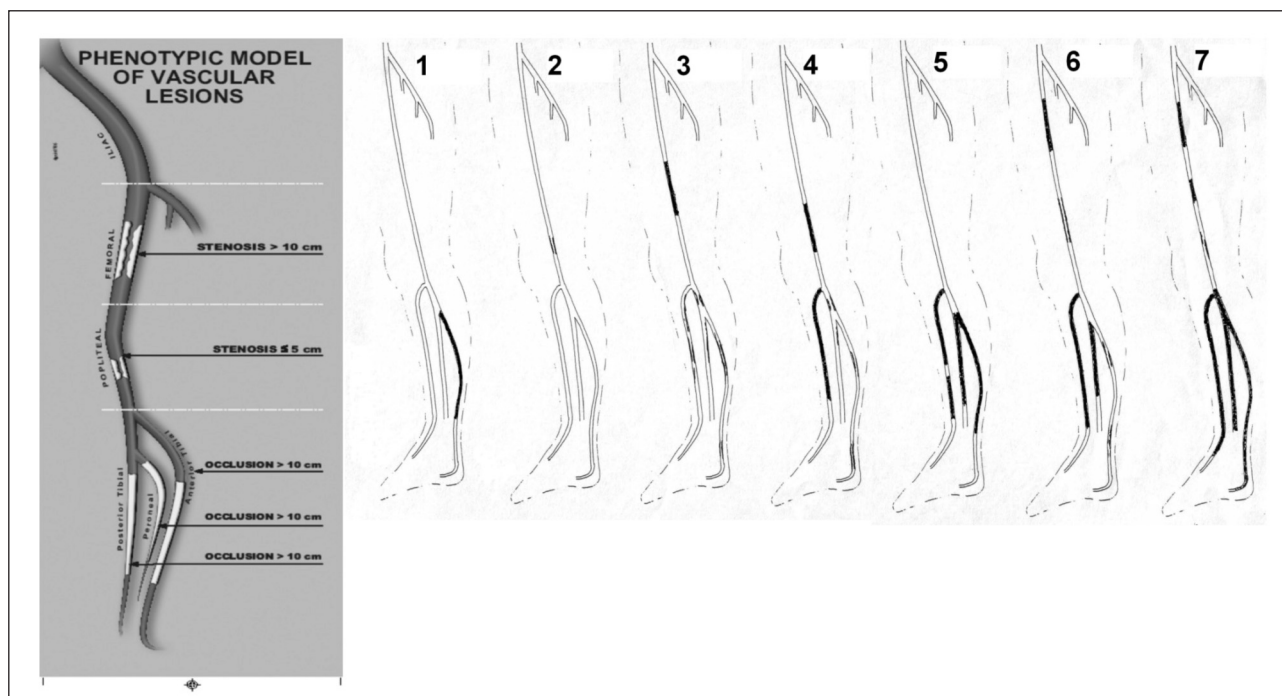 PHENOTYPIC MODEL
OF VASCULAR
LESIONS
ILIAC
FEMORAL
STENOSIS > 10 cm
POPLITEAL
STENOSIS ≦ 5 cm
Anterior Tibial
OCCLUSION > 10 cm
Posterior Tibial
Peroneal
OCCLUSION > 10 cm
OCCLUSION > 10 cm
1 2 3 4 5 6 7